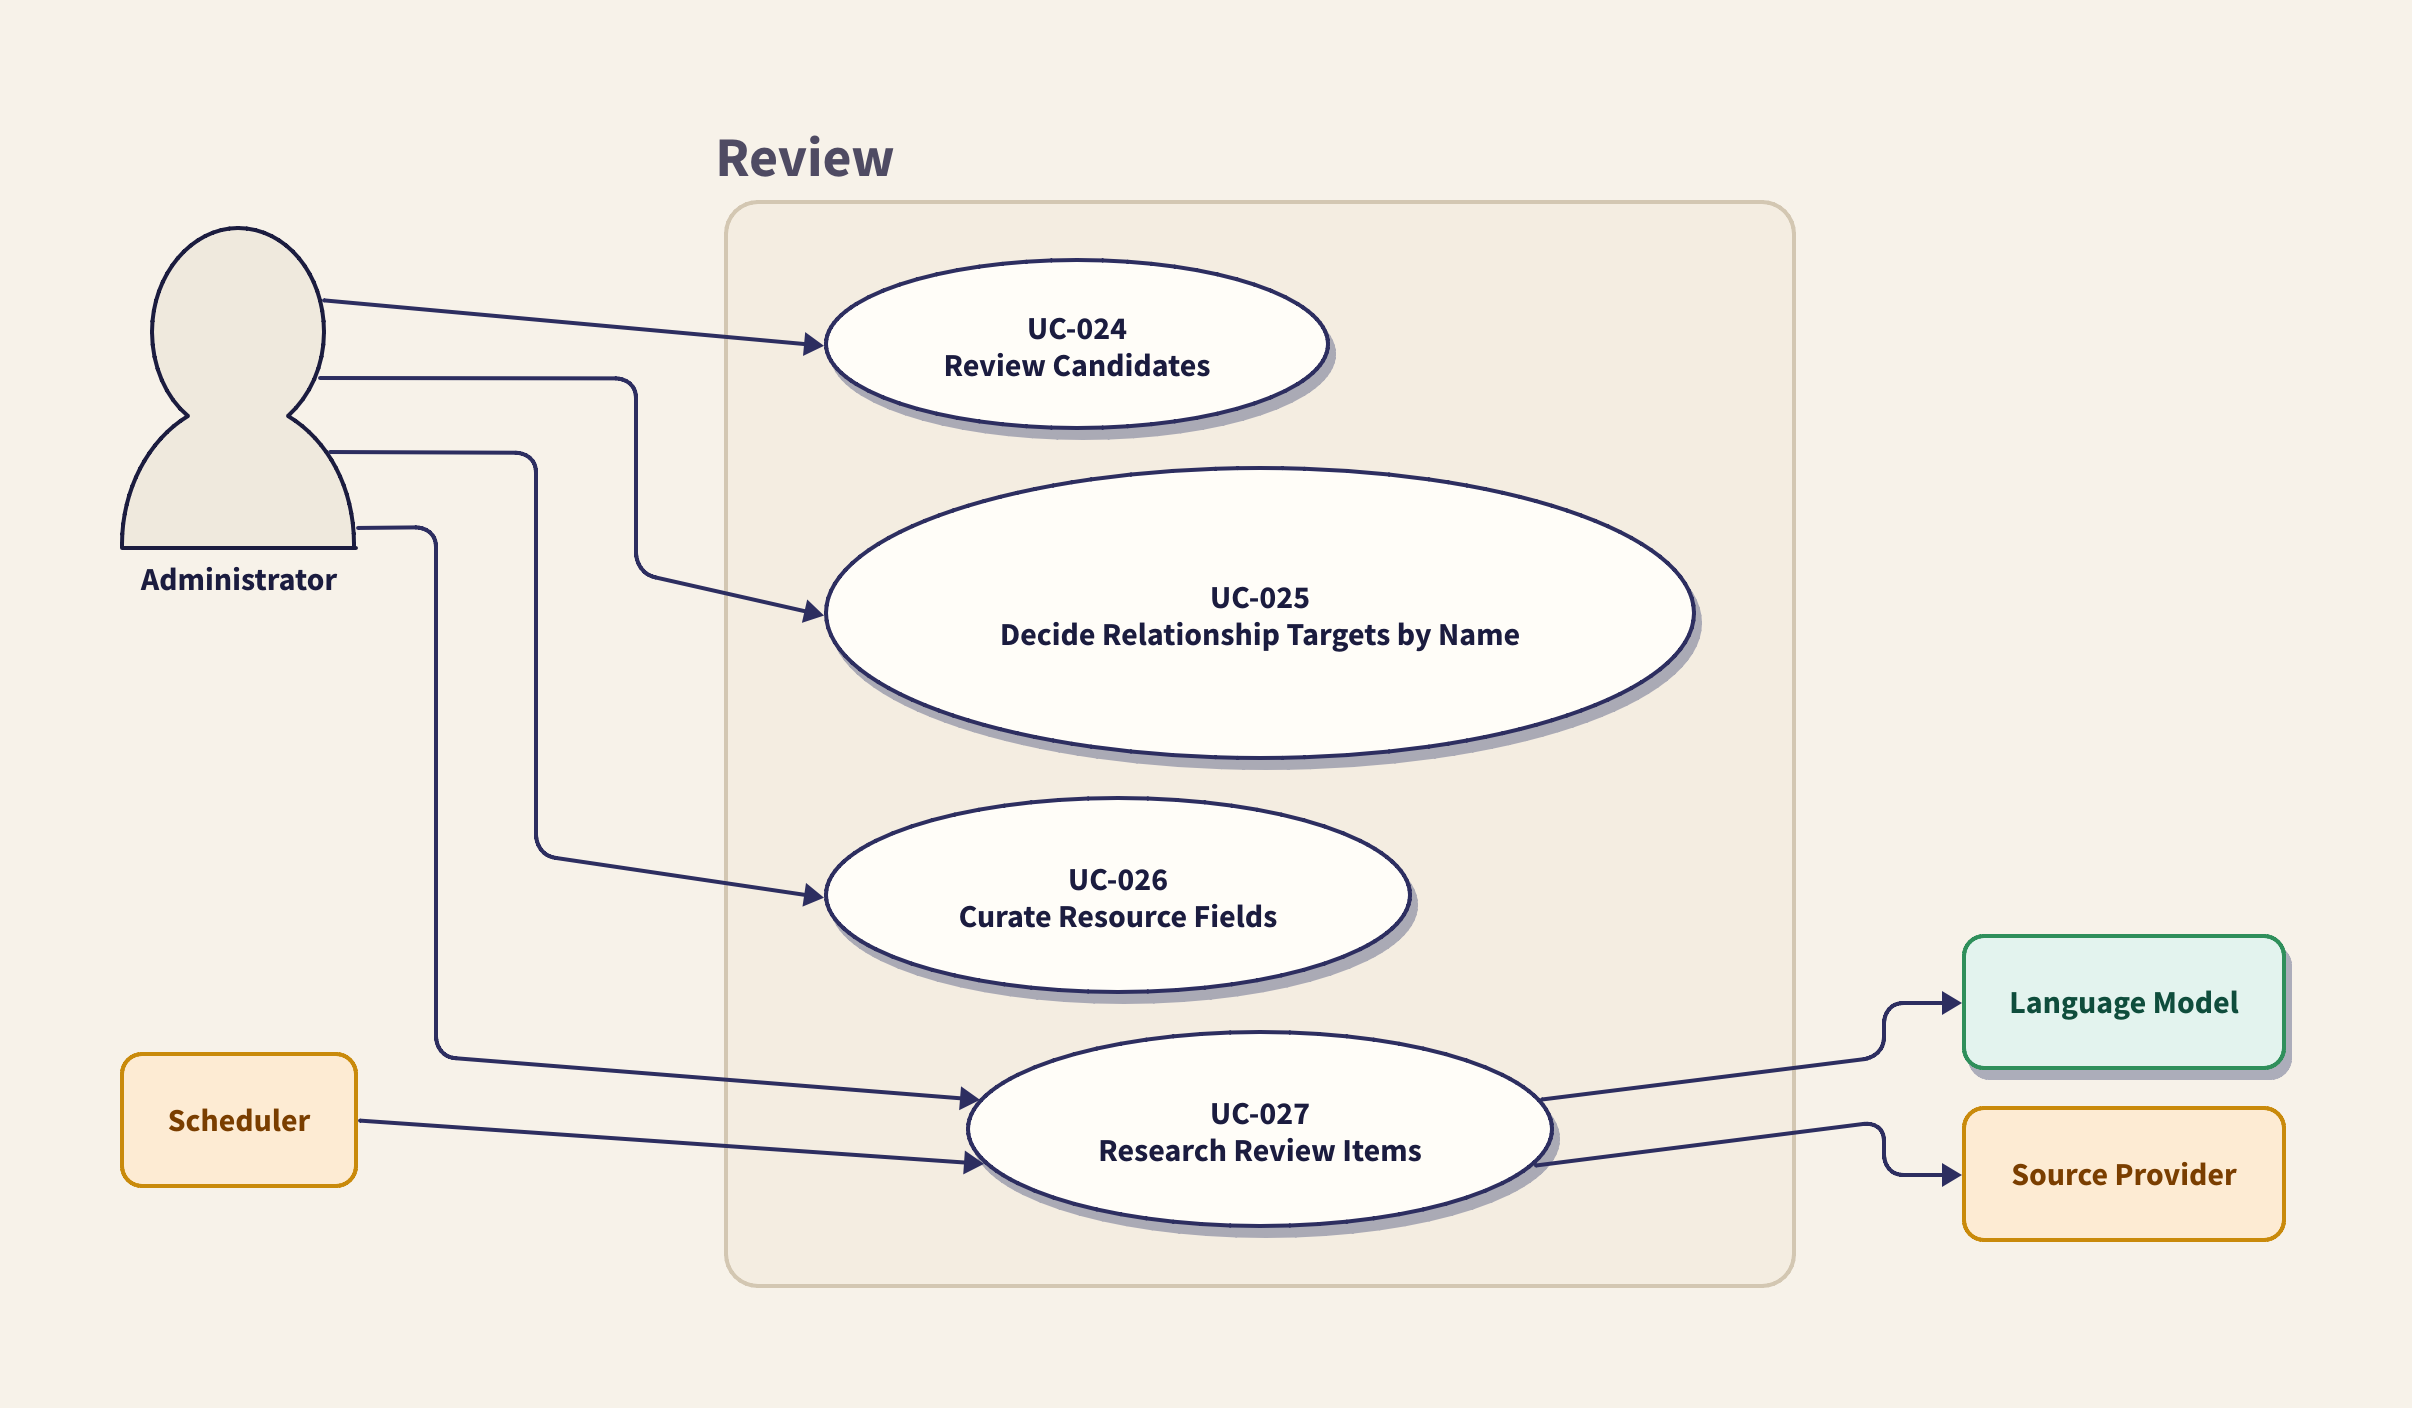 Review
UC-024
Review Candidates
Administrator
UC-025
Decide Relationship Targets by Name
UC-026
Curate Resource Fields
Language Model
Scheduler
UC-027
Research Review Items
Source Provider